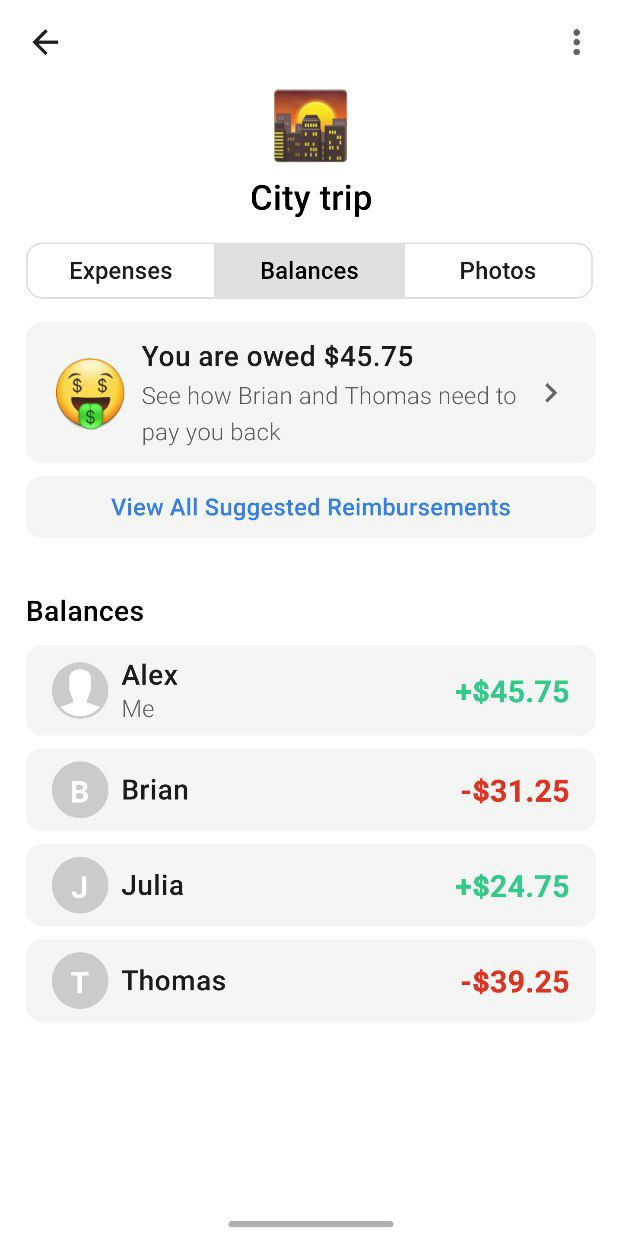 City trip
Expenses Balances Photos
You are owed $45.75
See how Brian and Thomas need to
pay you back
View All Suggested Reimbursements
Balances
Alex
Me
+$45.75
B Brian -$31.25
J Julia +$24.75
T Thomas -$39.25